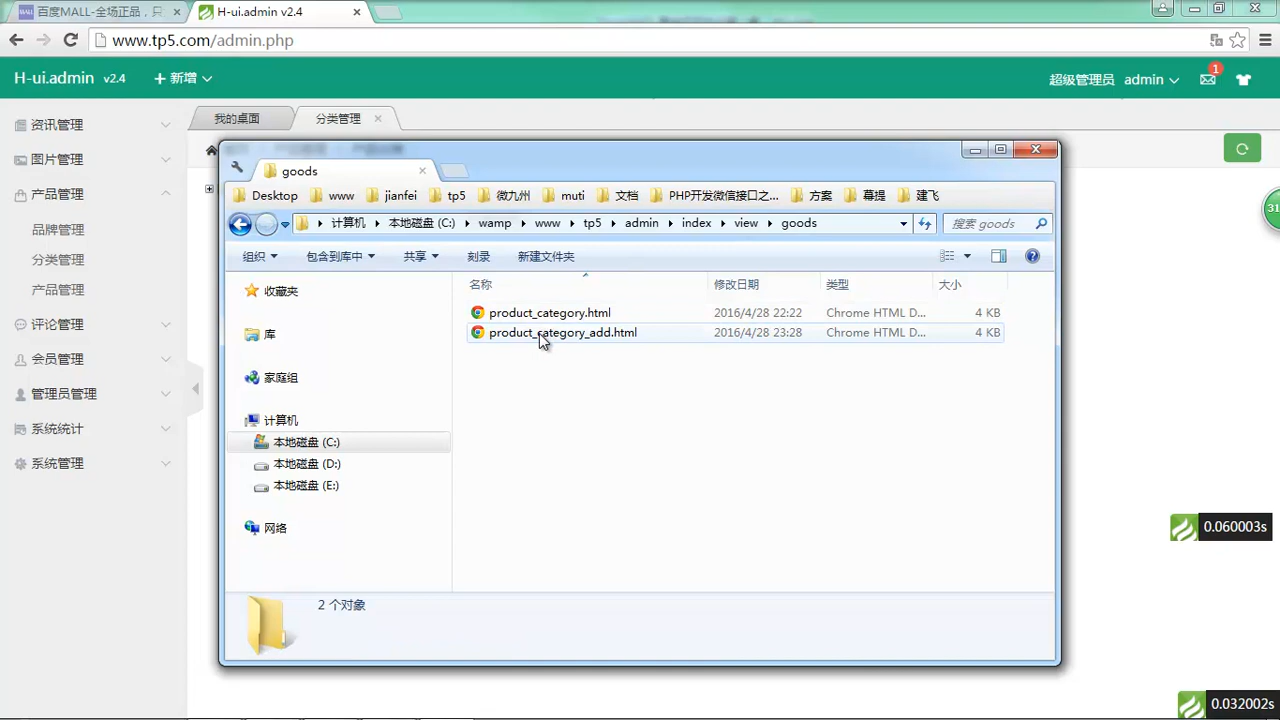 百度MALL-全场正品，只
H-ui.admin v2.4
www.tp5.com/admin.php
H-ui.admin v2.4
新增
超级管理员 admin
1
我的桌面
分类管理
资讯管理
图片管理
产品管理
品牌管理
分类管理
产品管理
评论管理
会员管理
管理员管理
系统统计
系统管理
goods
Desktop www jianfei tp5 微九州 muti 文档 PHP开发微信接口之... 方案 幕提 建飞
计算机 本地磁盘 (C:) wamp www tp5 admin index view goods
搜索 goods
组织 包含到库中 共享 刻录 新建文件夹
名称 修改日期 类型 大小
product_category.html 2016/4/28 22:22 Chrome HTML D... 4 KB
product_category_add.html 2016/4/28 23:28 Chrome HTML D... 4 KB
收藏夹
库
家庭组
计算机
本地磁盘 (C:)
本地磁盘 (D:)
本地磁盘 (E:)
网络
2 个对象
31
0.060003s
0.032002s